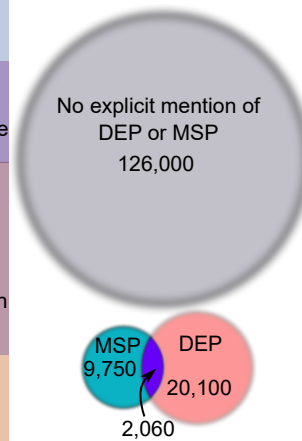 No explicit mention of
DEP or MSP
126,000
MSP
9,750
DEP
20,100
2,060